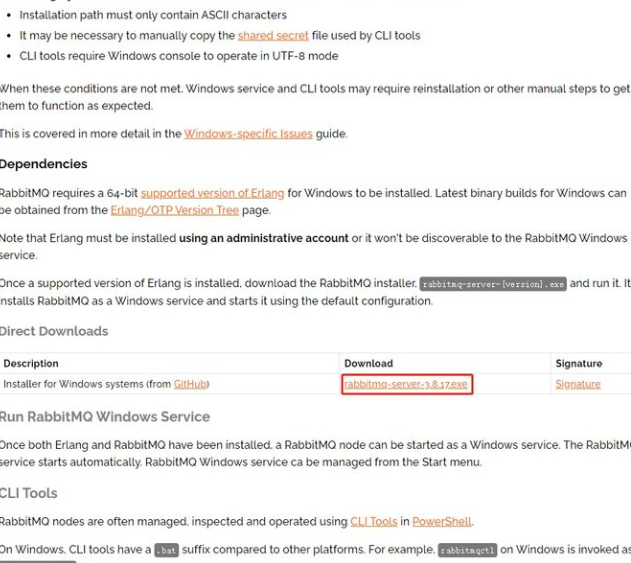 Installation path must only contain ASCII characters
It may be necessary to manually copy the shared secret file used by CLI tools
CLI tools require Windows console to operate in UTF-8 mode
When these conditions are not met, Windows service and CLI tools may require reinstallation or other manual steps to get
them to function as expected.
This is covered in more detail in the Windows-specific Issues guide.
Dependencies
RabbitMQ requires a 64-bit supported version of Erlang for Windows to be installed. Latest binary builds for Windows can
be obtained from the Erlang/OTP Version Tree page.
Note that Erlang must be installed using an administrative account or it won't be discoverable to the RabbitMQ Windows
service.
Once a supported version of Erlang is installed, download the RabbitMQ installer, rabbitmq-server-{version}.exe and run it. It
installs RabbitMQ as a Windows service and starts it using the default configuration.
Direct Downloads
Description Download Signature
Installer for Windows systems (from GitHub) rabbitmq-server-3.8.17.exe Signature
Run RabbitMQ Windows Service
Once both Erlang and RabbitMQ have been installed, a RabbitMQ node can be started as a Windows service. The RabbitM
service starts automatically. RabbitMQ Windows service ca be managed from the Start menu.
CLI Tools
RabbitMQ nodes are often managed, inspected and operated using CLI Tools in PowerShell.
On Windows, CLI tools have a .bat suffix compared to other platforms. For example, rabbitmqctl on Windows is invoked as